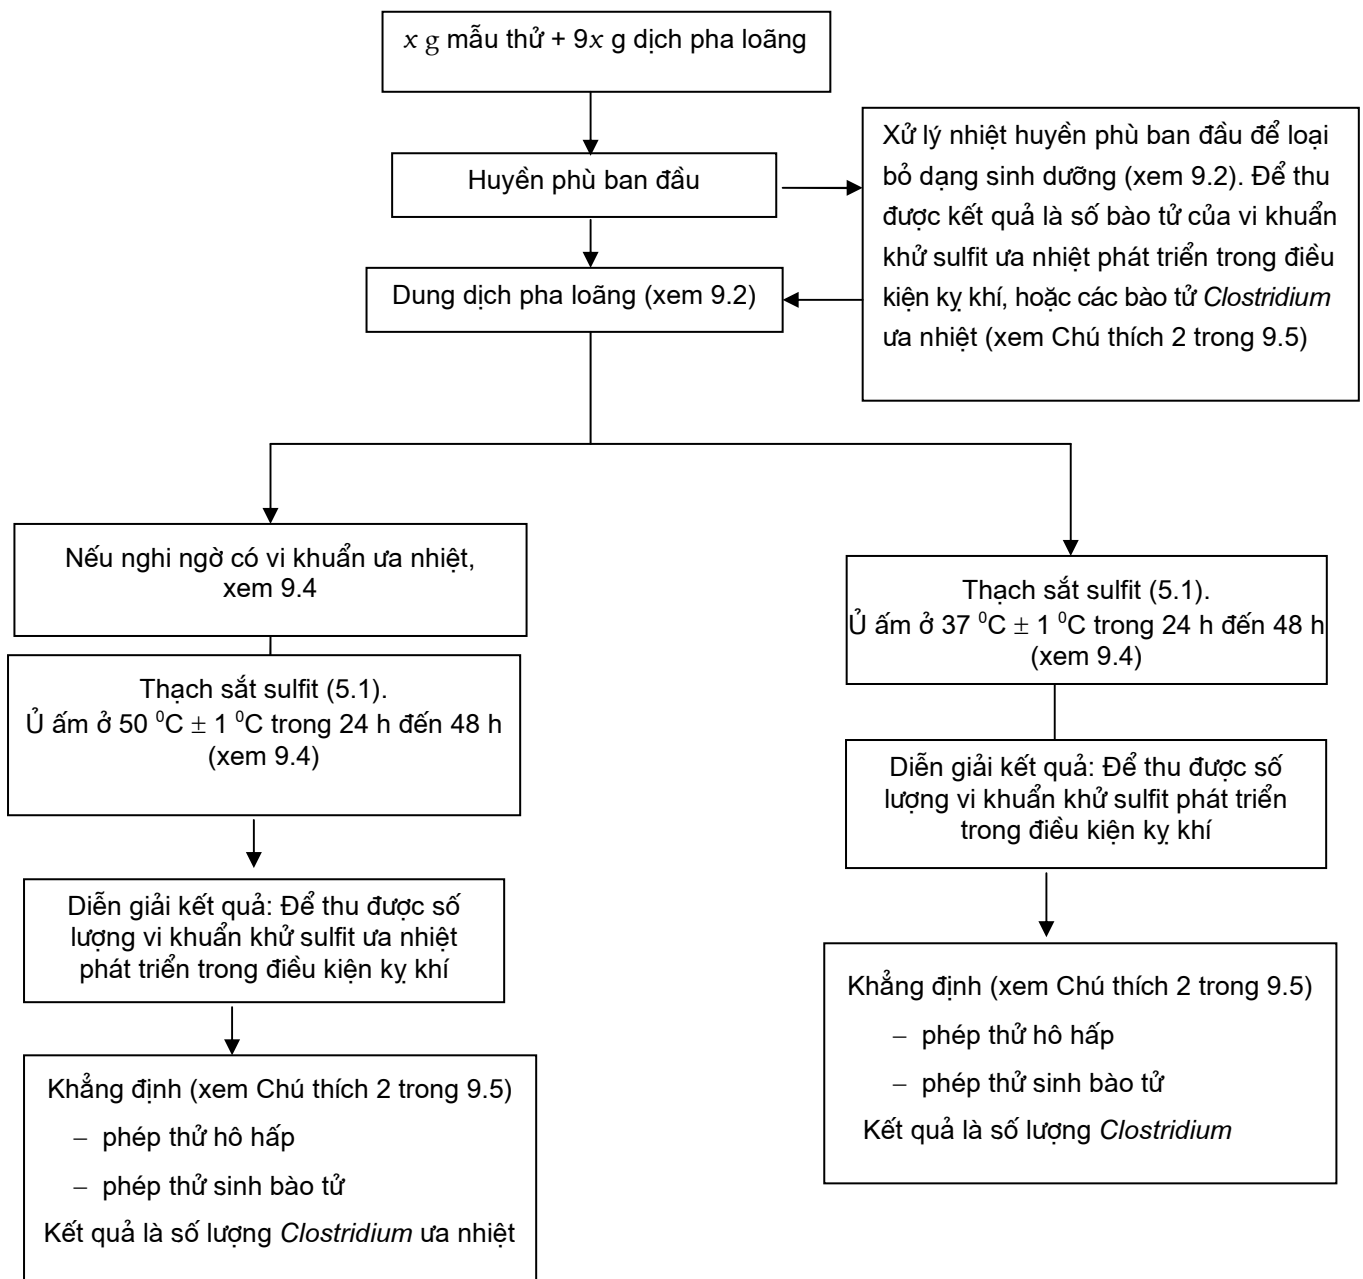 x g mẫu thử + 9x g dịch pha loãng
Huyền phù ban đầu
Xử lý nhiệt huyền phù ban đầu để loại
bỏ dạng sinh dưỡng (xem 9.2). Để thu
được kết quả là số bào tử của vi khuẩn
khử sulfit ưa nhiệt phát triển trong điều
kiện kỵ khí, hoặc các bào tử Clostridium
ưa nhiệt (xem Chú thích 2 trong 9.5)
Dung dịch pha loãng (xem 9.2)
Nếu nghi ngờ có vi khuẩn ưa nhiệt,
xem 9.4
Thạch sắt sulfit (5.1).
Ủ ấm ở 50 ⁰C ± 1 ⁰C trong 24 h đến 48 h
(xem 9.4)
Diễn giải kết quả: Để thu được số
lượng vi khuẩn khử sulfit ưa nhiệt
phát triển trong điều kiện kỵ khí
Khẳng định (xem Chú thích 2 trong 9.5)
– phép thử hô hấp
– phép thử sinh bào tử
Kết quả là số lượng Clostridium ưa nhiệt
Thạch sắt sulfit (5.1).
Ủ ấm ở 37 ⁰C ± 1 ⁰C trong 24 h đến 48 h
(xem 9.4)
Diễn giải kết quả: Để thu được số
lượng vi khuẩn khử sulfit phát triển
trong điều kiện kỵ khí
Khẳng định (xem Chú thích 2 trong 9.5)
– phép thử hô hấp
– phép thử sinh bào tử
Kết quả là số lượng Clostridium